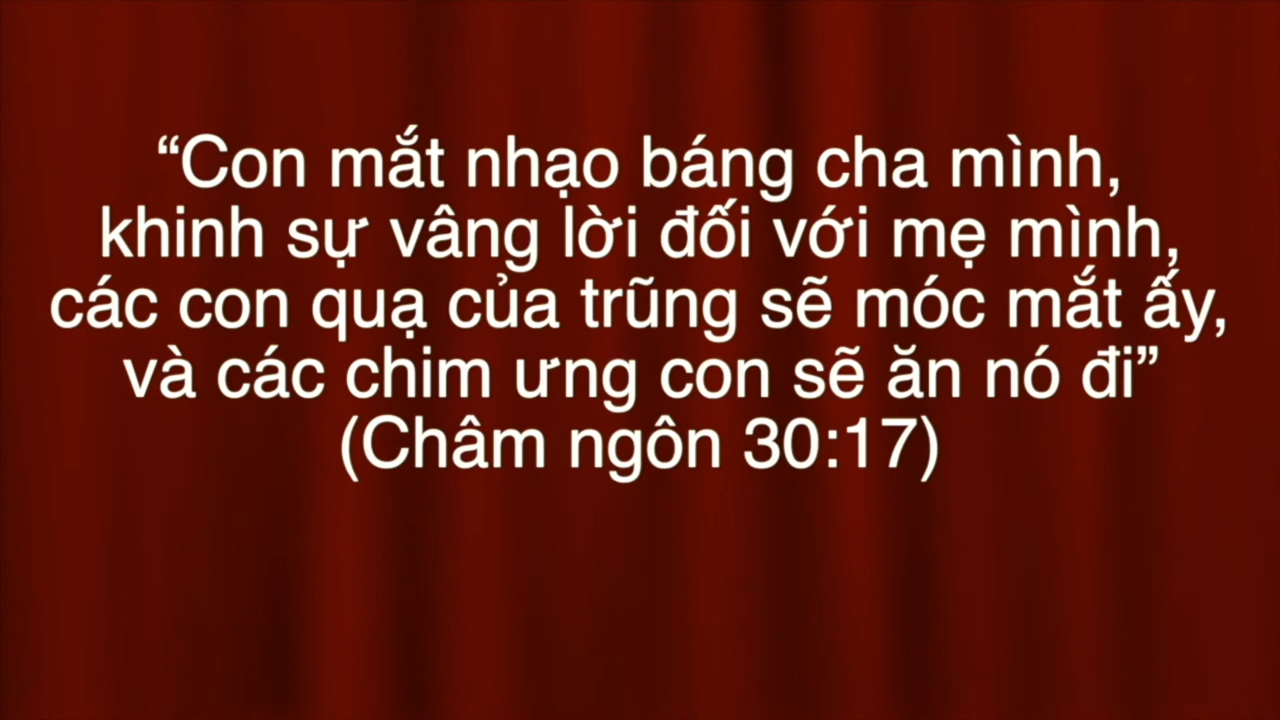 “Con mắt nhạo báng cha mình,
khinh sự vâng lời đối với mẹ mình,
các con quạ của trũng sẽ móc mắt ấy,
và các chim ưng con sẽ ăn nó đi”
(Châm ngôn 30:17)